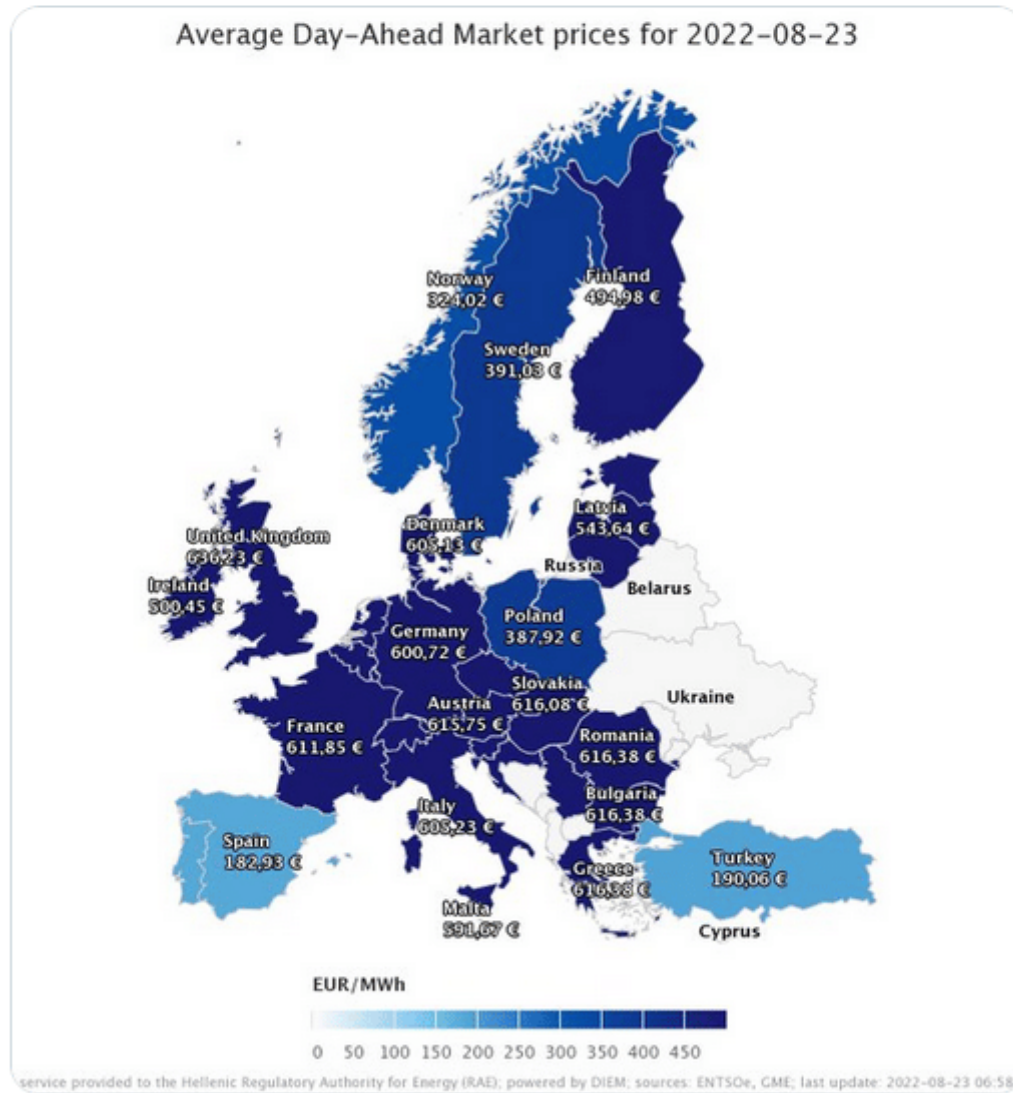 Average Day-Ahead Market prices for 2022-08-23
Norway
324,02 €
Finland
494,98 €
Sweden
391,03 €
Denmark
605,13 €
Latvia
543,64 €
United Kingdom
636,23 €
Ireland
500,45 €
Russia
Belarus
Poland
387,92 €
Germany
600,72 €
Slovakia
616,08 €
Ukraine
Austria
615,75 €
France
611,85 €
Romania
616,38 €
Bulgaria
616,38 €
Italy
605,23 €
Spain
182,93 €
Turkey
190,06 €
Greece
616,38 €
Malta
591,67 €
Cyprus
EUR/MWh
0 50 100 150 200 250 300 350 400 450
service provided to the Hellenic Regulatory Authority for Energy (RAE); powered by DIEM; sources: ENTSOe, GME; last update: 2022-08-23 06:58